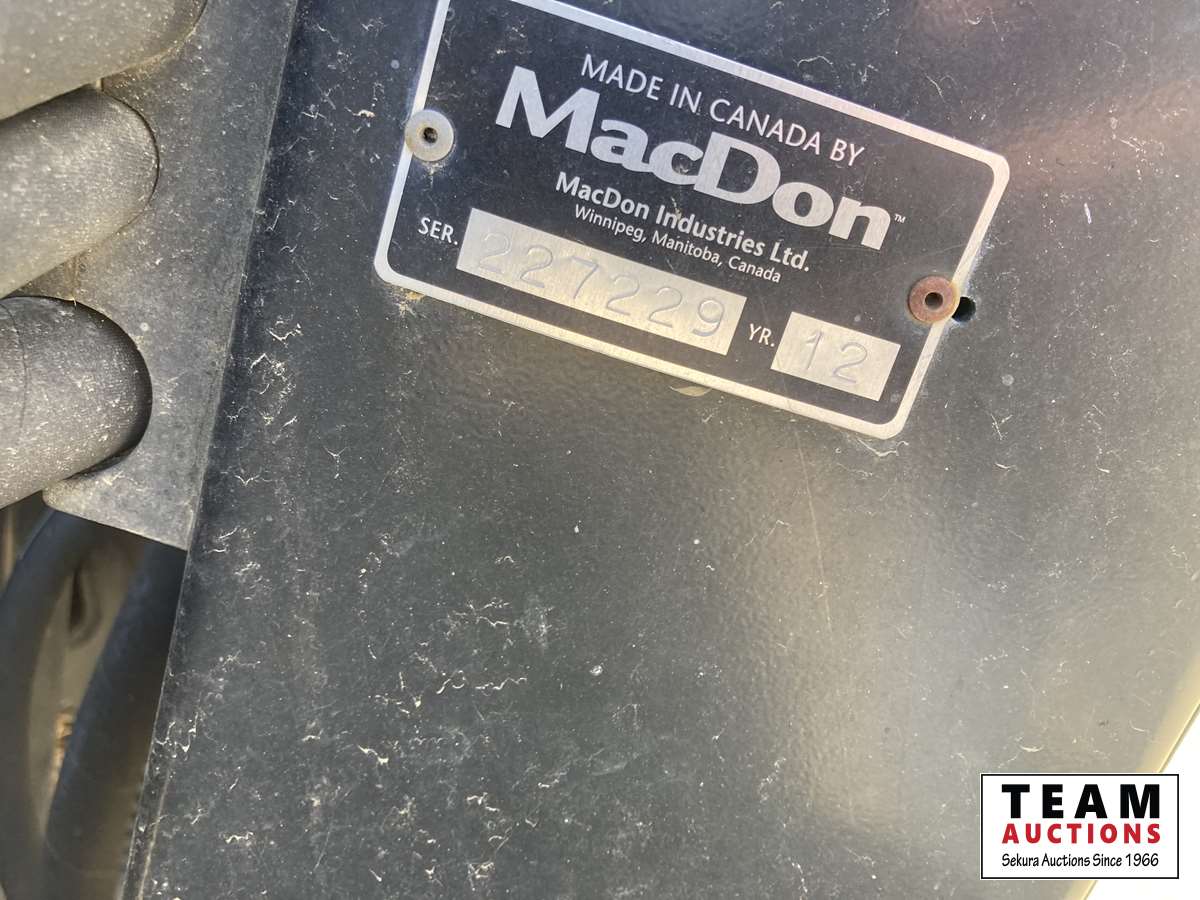 MADE IN CANADA BY
MacDon™
MacDon Industries Ltd.
Winnipeg, Manitoba, Canada
SER. 227229 YR. 12
TEAM
AUCTIONS
Sekura Auctions Since 1966